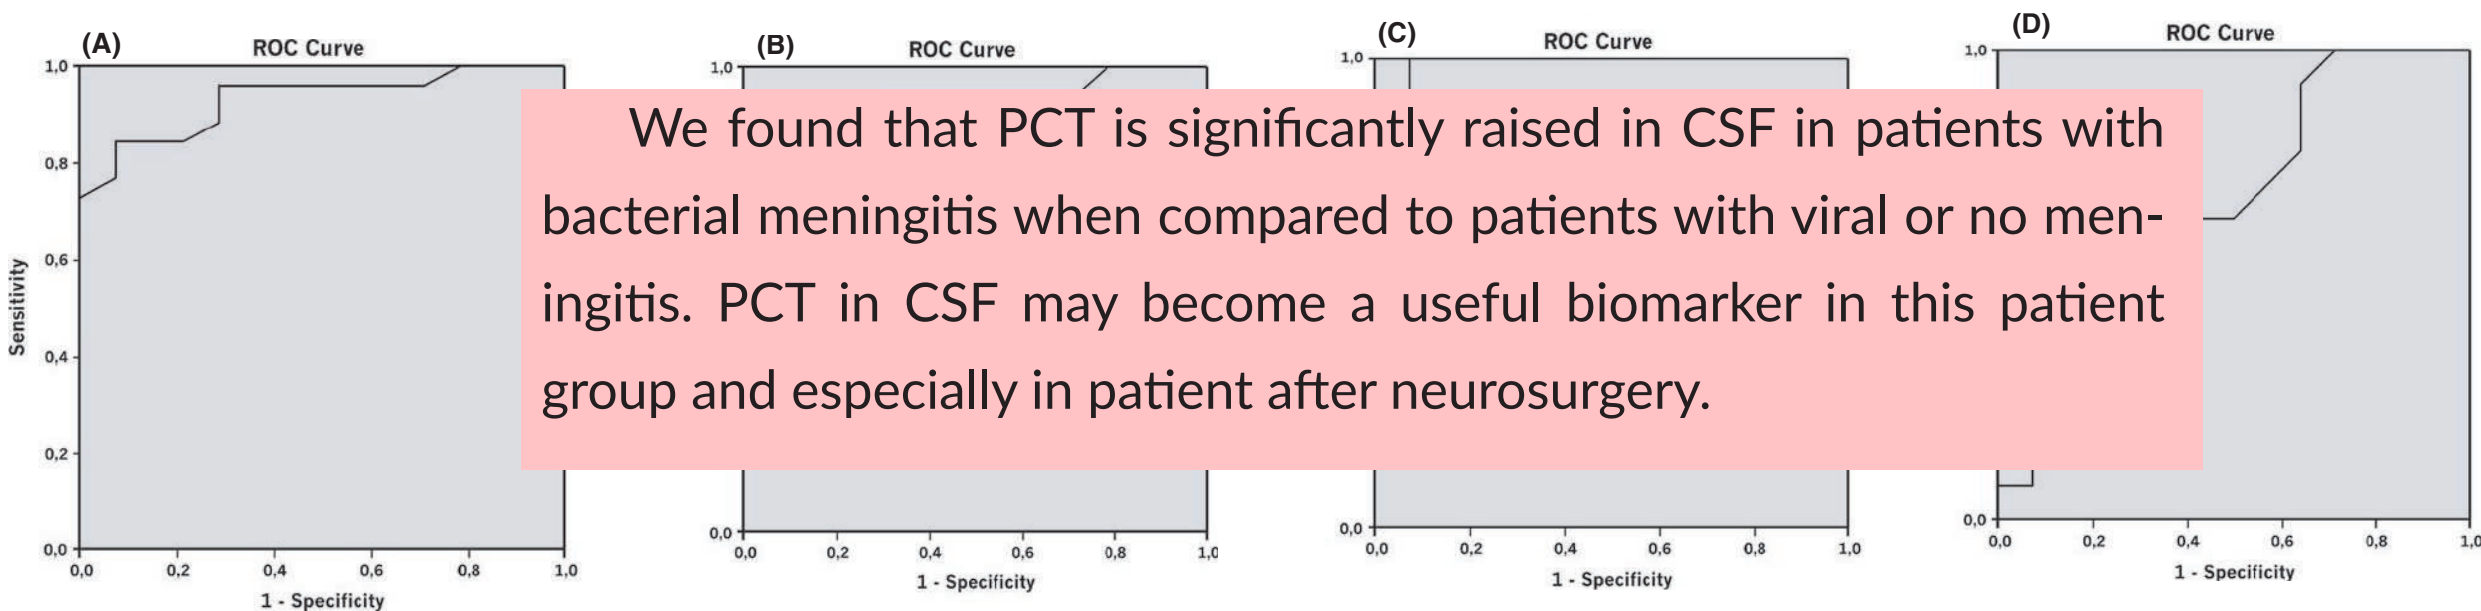 (A)
ROC Curve
1,0
0,8
0,6
0,4
0,2
0,0
Sensitivity
0,0 0,2 0,4 0,6 0,8 1,0
1 - Specificity
(B)
ROC Curve
1,0
0,0
0,0 0,2 0,4 0,6 0,8 1,0
1 - Specificity
(C)
ROC Curve
1,0
0,0
0,0 0,2 0,4 0,6 0,8 1,0
1 - Specificity
(D)
ROC Curve
1,0
0,0
0,0 0,2 0,4 0,6 0,8 1,0
1 - Specificity
We found that PCT is significantly raised in CSF in patients with
bacterial meningitis when compared to patients with viral or no men-
ingitis. PCT in CSF may become a useful biomarker in this patient
group and especially in patient after neurosurgery.